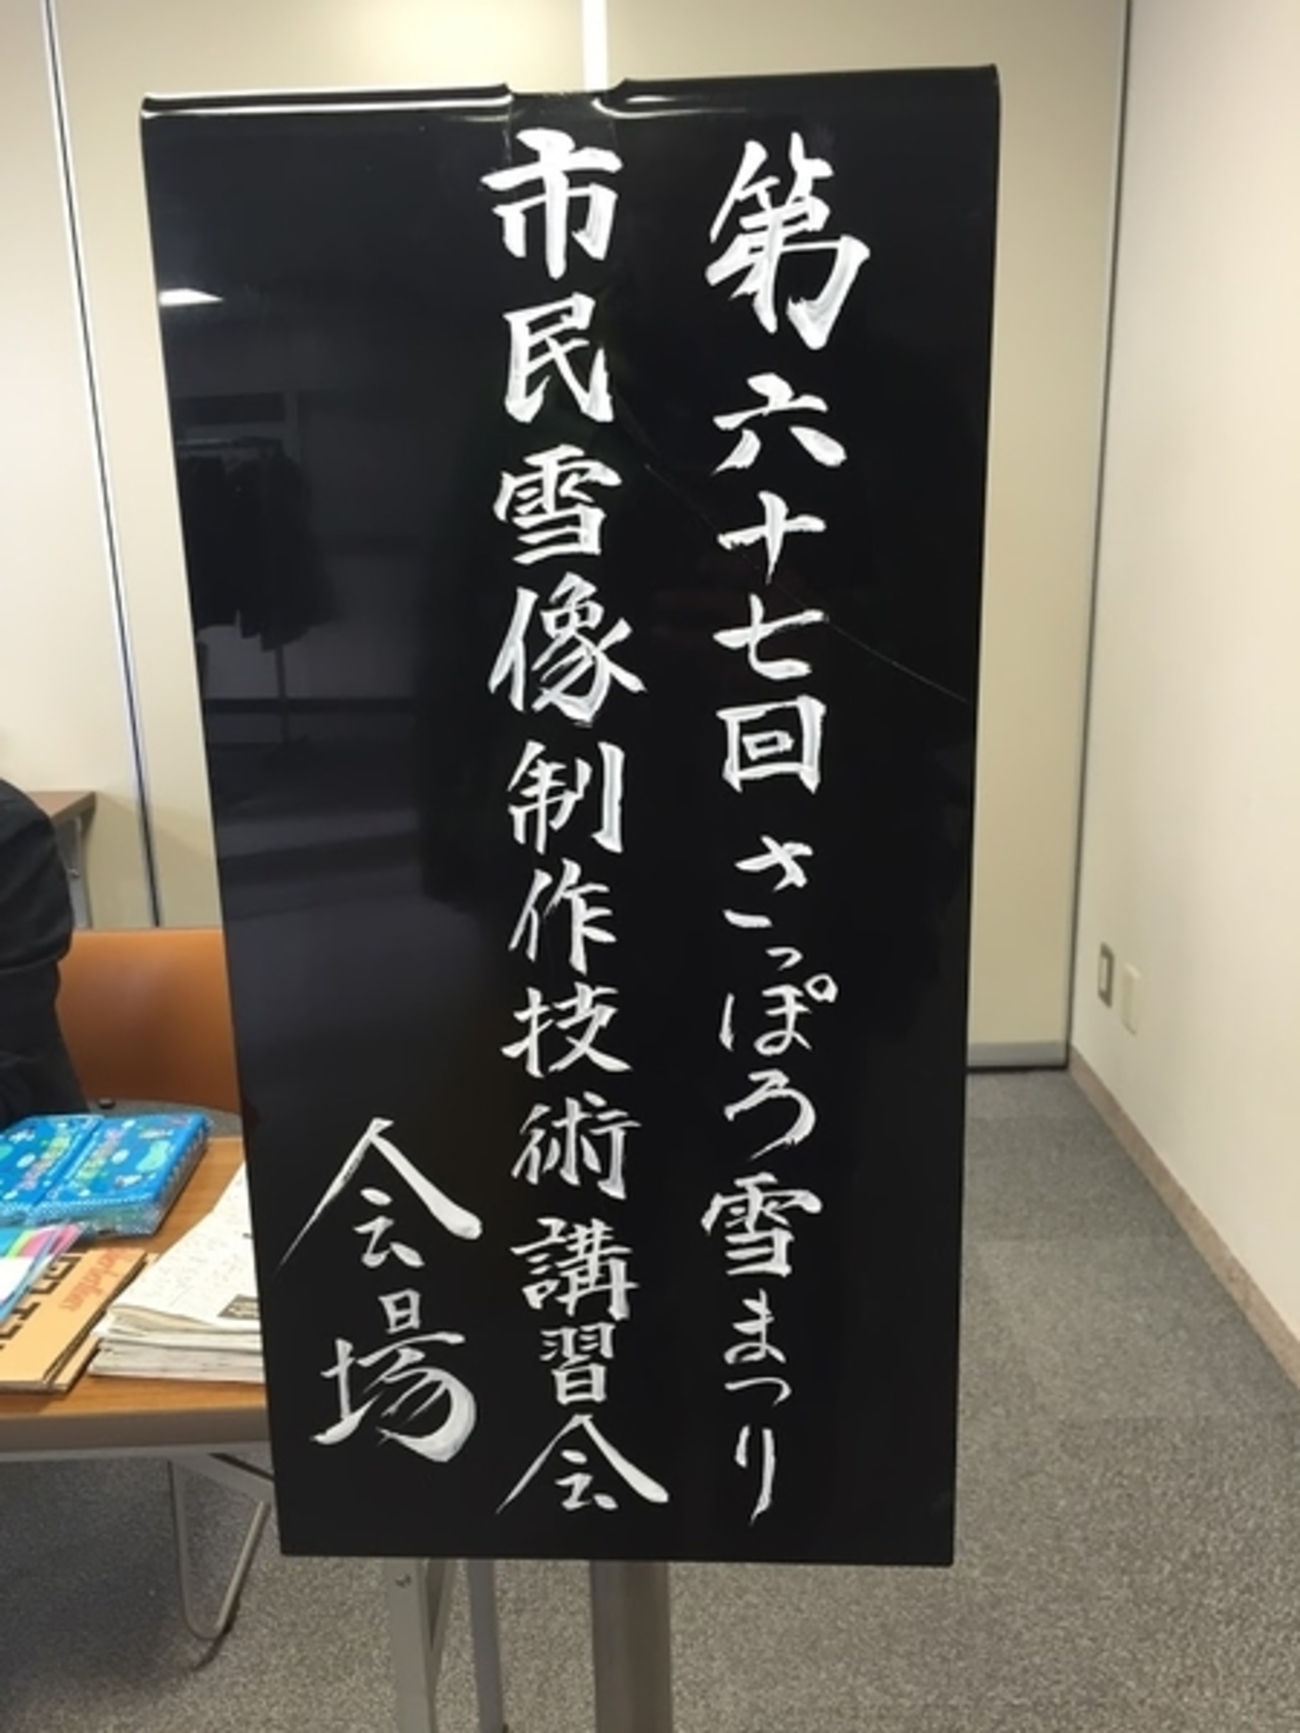 第六十七回さっぽろ雪まつり
市民雪像制作技術講習会
会場